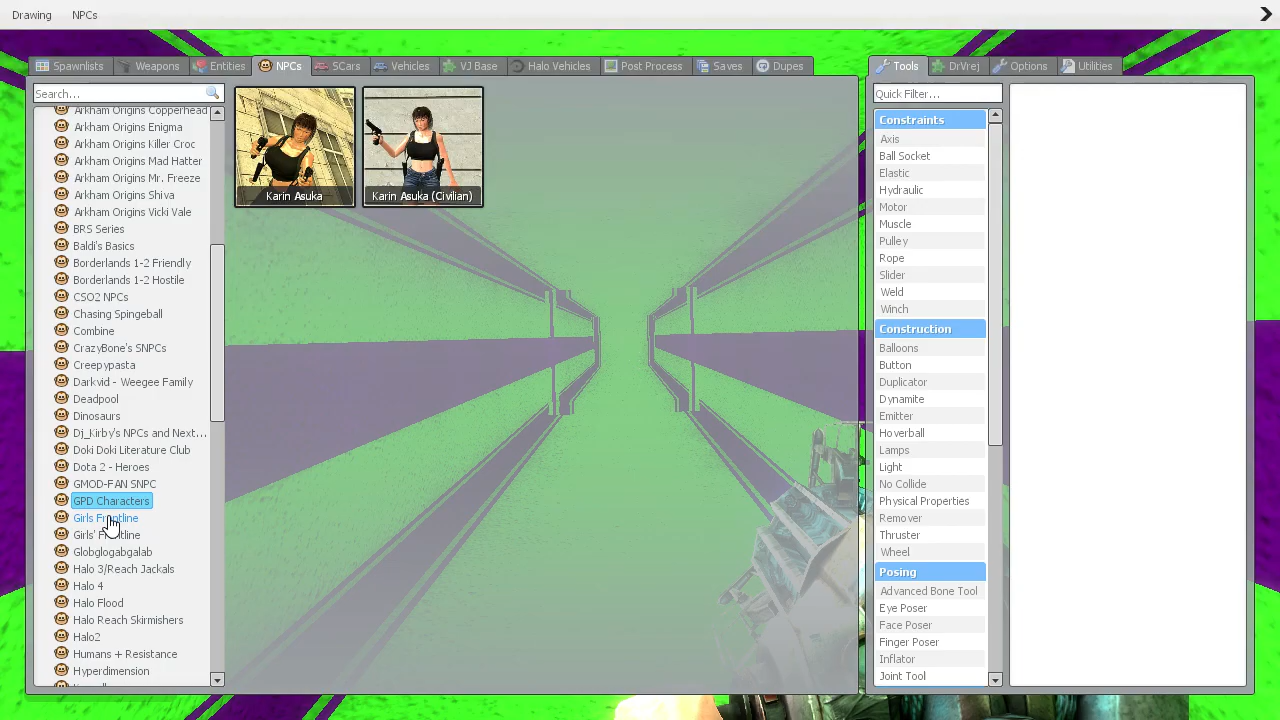 Drawing NPCs
Spawnlists Weapons Entities NPCs SCars Vehicles VJ Base Halo Vehicles Post Process Saves Dupes
Search...
Arkham Origins Copperhead
Arkham Origins Enigma
Arkham Origins Killer Croc
Arkham Origins Mad Hatter
Arkham Origins Mr. Freeze
Arkham Origins Shiva
Arkham Origins Vicki Vale
BRS Series
Baldi's Basics
Borderlands 1-2 Friendly
Borderlands 1-2 Hostile
CSO2 NPCs
Chasing Spingeball
Combine
CrazyBone's SNPCs
Creepypasta
Darkvid - Weegee Family
Deadpool
Dinosaurs
Dj_Kirby's NPCs and Next...
Doki Doki Literature Club
Dota 2 - Heroes
GMOD-FAN SNPC
GPD Characters
Girls Frontline
Girls' Frontline
Globglogabgalab
Halo 3/Reach Jackals
Halo 4
Halo Flood
Halo Reach Skirmishers
Halo2
Humans + Resistance
Hyperdimension
Karin Asuka
Karin Asuka (Civilian)
Tools DrVrej Options Utilities
Quick Filter...
Constraints
Axis
Ball Socket
Elastic
Hydraulic
Motor
Muscle
Pulley
Rope
Slider
Weld
Winch
Construction
Balloons
Button
Duplicator
Dynamite
Emitter
Hoverball
Lamps
Light
No Collide
Physical Properties
Remover
Thruster
Wheel
Posing
Advanced Bone Tool
Eye Poser
Face Poser
Finger Poser
Inflator
Joint Tool